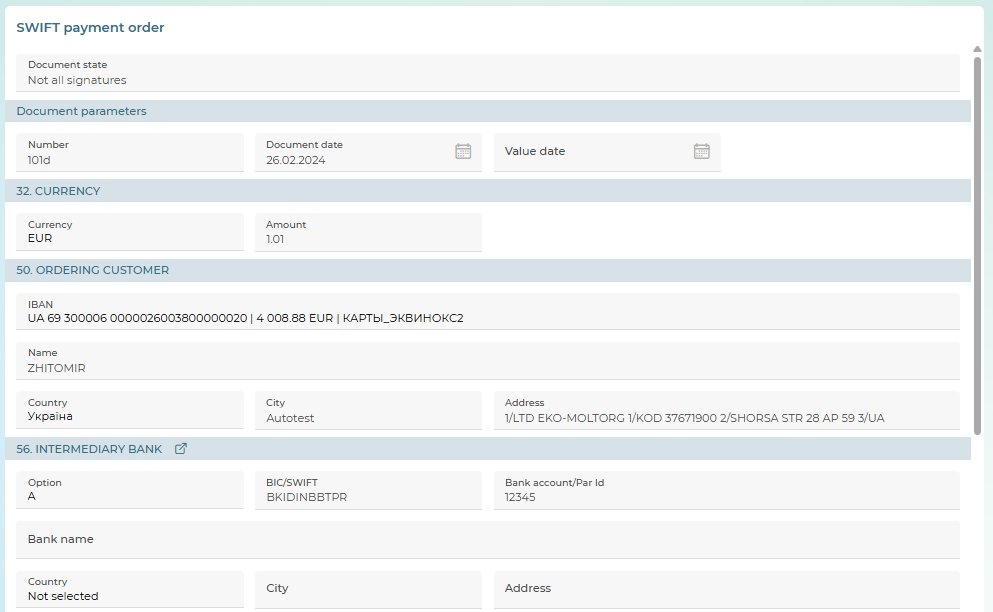 SWIFT payment order
Document state
Not all signatures
Document parameters
Number
101d
Document date
26.02.2024
Value date
32. CURRENCY
Currency
EUR
Amount
1.01
50. ORDERING CUSTOMER
IBAN
UA 69 300006 0000026003800000020 | 4 008.88 EUR | КАРТЫ_ЭКВИНОКС2
Name
ZHITOMIR
Country
Україна
City
Autotest
Address
1/LTD EKO-MOLTORG 1/KOD 37671900 2/SHORSA STR 28 AP 59 3/UA
56. INTERMEDIARY BANK
Option
A
BIC/SWIFT
BKIDINBBTPR
Bank account/Par Id
12345
Bank name
Country
Not selected
City
Address